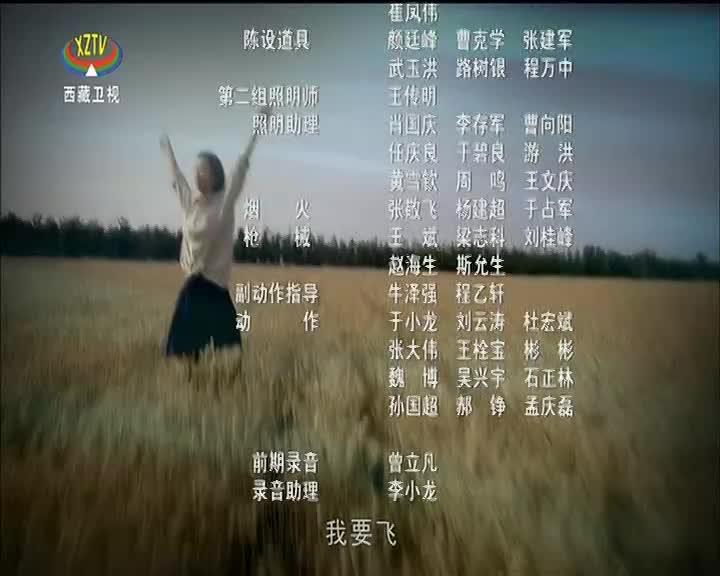 崔凤伟
陈设道具 颜廷峰 曹克学 张建军
武玉洪 路树银 程万中
XZTV
西藏卫视
第二组照明师 王传明
照明助理 肖国庆 李存军 曹向阳
任庆良 于碧良 游 洪
黄雪钦 周 鸣 王文庆
烟 火 张敬飞 杨建超 于占军
枪 械 王 斌 梁志科 刘桂峰
赵海生 斯允生
副动作指导 牛泽强 程乙轩
动 作 于小龙 刘云涛 杜宏斌
张大伟 王栓宝 彬 彬
魏 博 吴兴宇 石正林
孙国超 郝 铮 孟庆磊
前期录音 曾立凡
录音助理 李小龙
我要飞